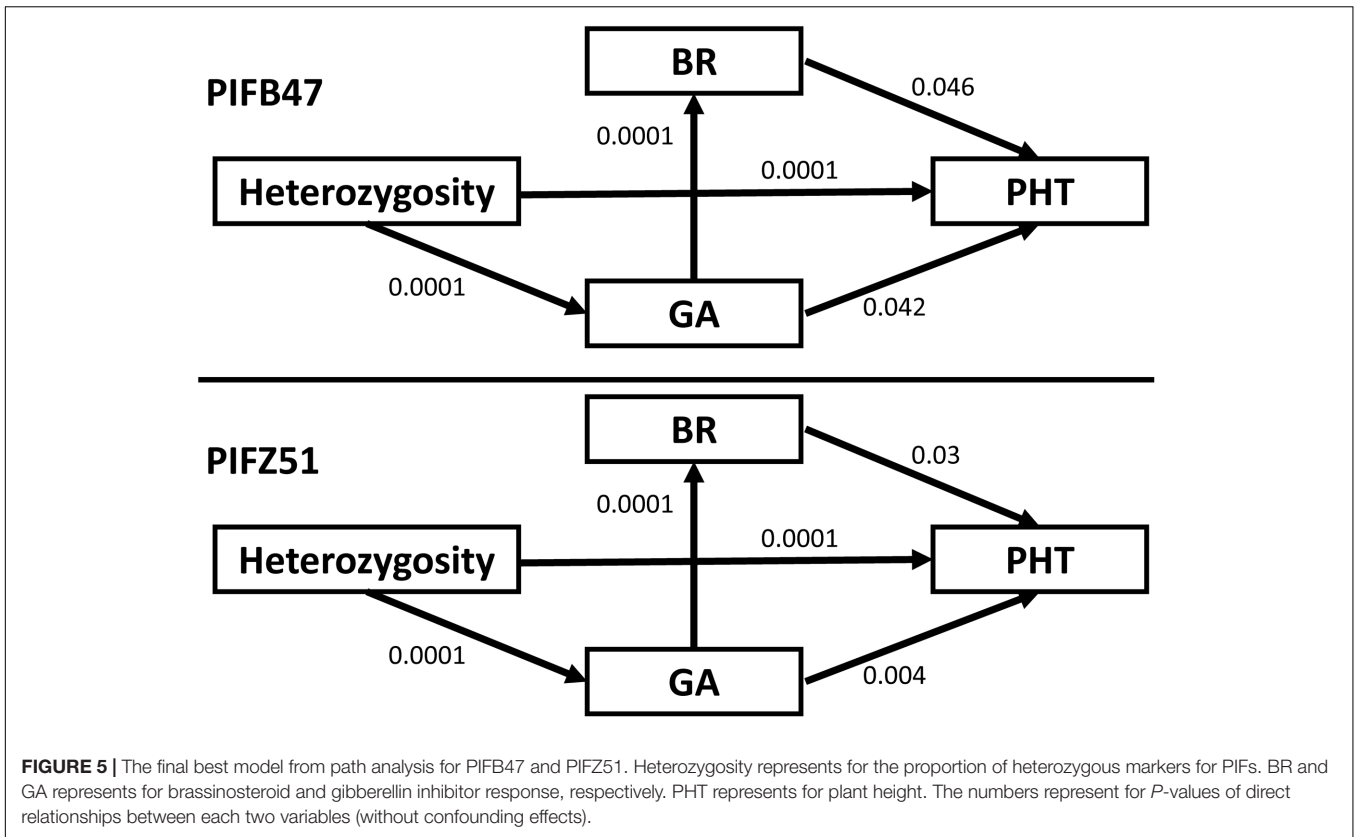 BR
PIFB47
0.046
0.0001
0.0001
Heterozygosity
PHT
0.0001
GA
0.042
BR
PIFZ51
0.03
0.0001
0.0001
Heterozygosity
PHT
0.0001
GA
0.004
FIGURE 5 | The final best model from path analysis for PIFB47 and PIFZ51. Heterozygosity represents for the proportion of heterozygous markers for PIFs. BR and
GA represents for brassinosteroid and gibberellin inhibitor response, respectively. PHT represents for plant height. The numbers represent for P-values of direct
relationships between each two variables (without confounding effects).